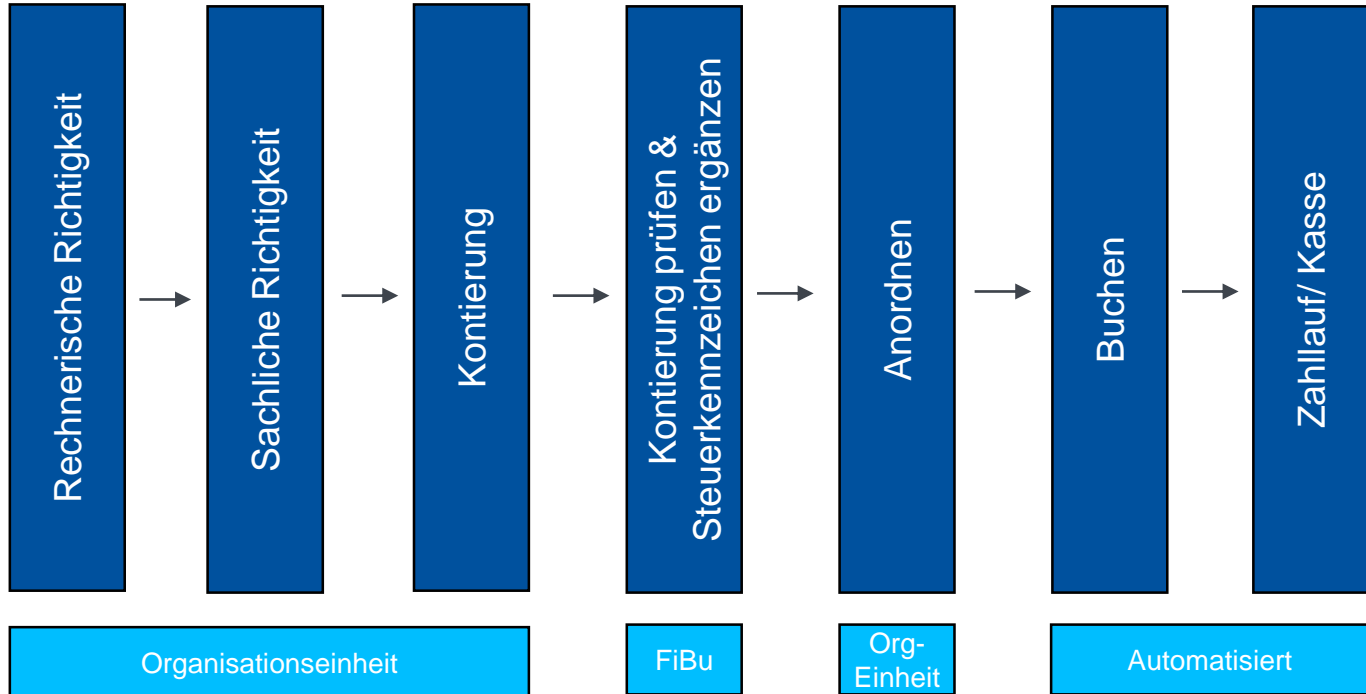 Rechnerische Richtigkeit
Sachliche Richtigkeit
Kontierung
Kontierung prüfen &
Steuerkennzeichen ergänzen
Anordnen
Buchen
Zahllauf/ Kasse
Organisationseinheit
FiBu
Org-
Einheit
Automatisiert